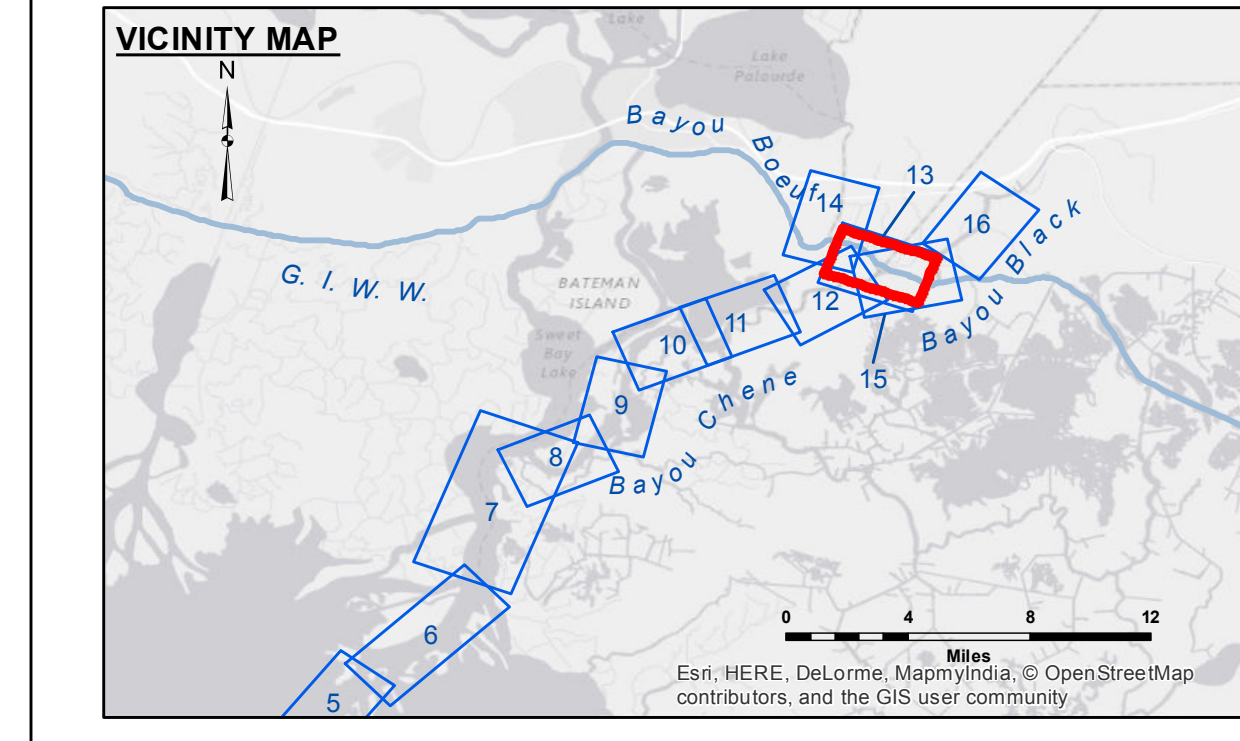 VICINITY MAP
N
Lake
Lake
Palourde
Bayou
Boeuf
13
14
16
Bayou Black
G. I. W. W.
BATEMAN
ISLAND
12
11
Sweet
Bay
Lake
10
15
9
Bayou Chene
8
7
6
5
0 4 8 12
Miles
Esri, HERE, DeLorme, MapmyIndia, © OpenStreetMap
contributors, and the GIS user community